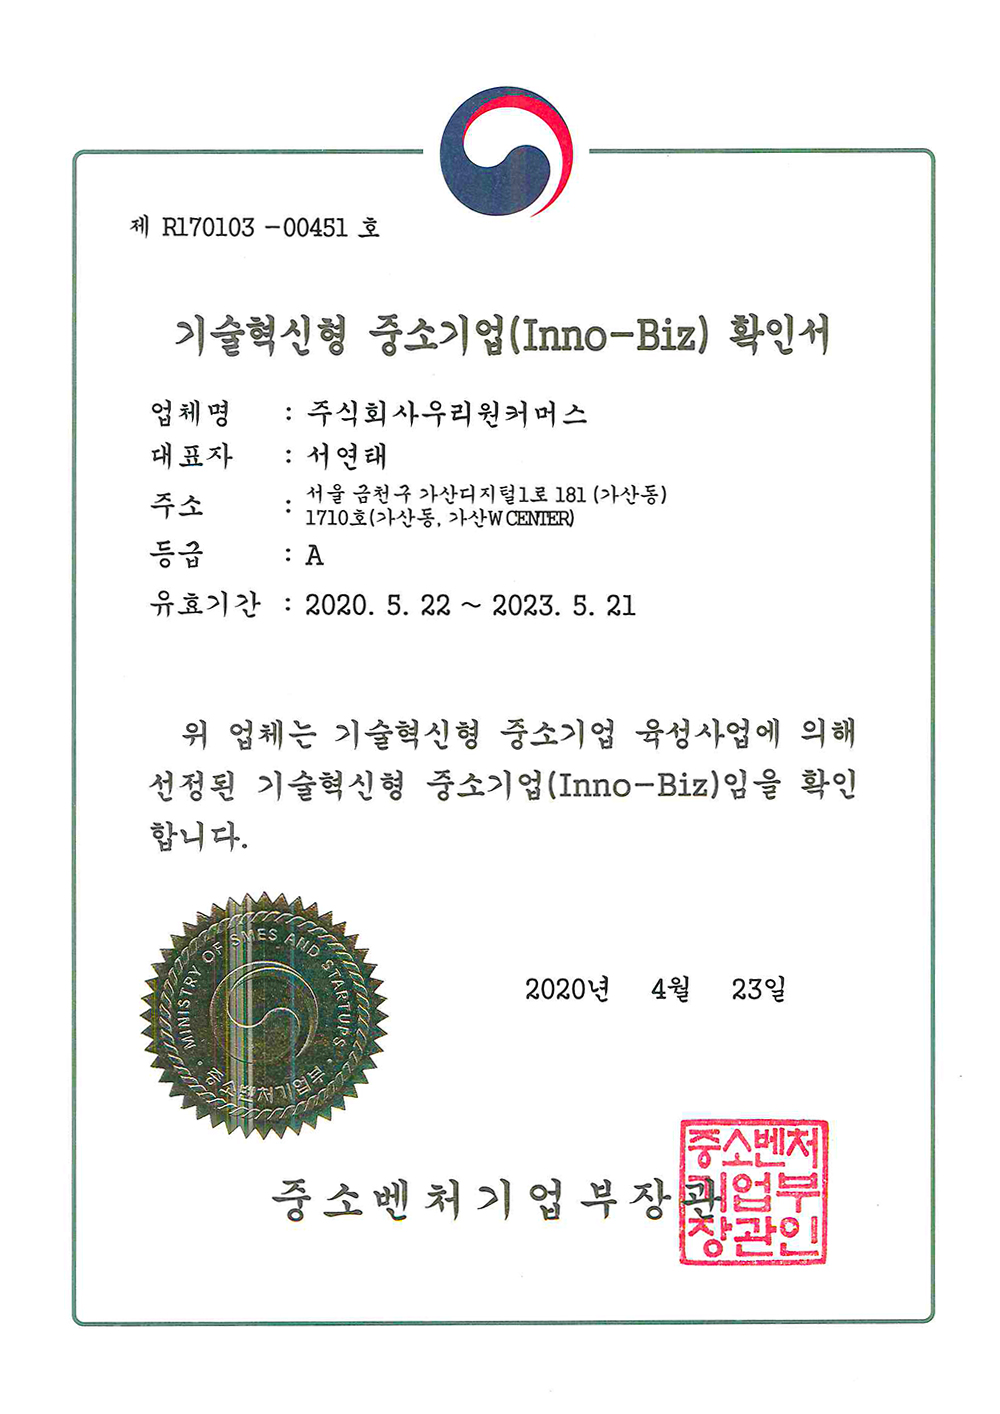 제 R170103 -00451 호
기술혁신형 중소기업(Inno-Biz) 확인서
업체명 : 주식회사우리원커머스
대표자 : 서연태
주소 : 서울 금천구 가산디지털1로 181 (가산동)
1710호(가산동, 가산W CENTER)
등급 : A
유효기간 : 2020. 5. 22 ~ 2023. 5. 21
위 업체는 기술혁신형 중소기업 육성사업에 의해
선정된 기술혁신형 중소기업(Inno-Biz)임을 확인
합니다.
MINISTRY OF SMES AND STARTUPS
중소벤처기업부
2020년 4월 23일
중소벤처기업부장관
중소벤처
기업부
장관인